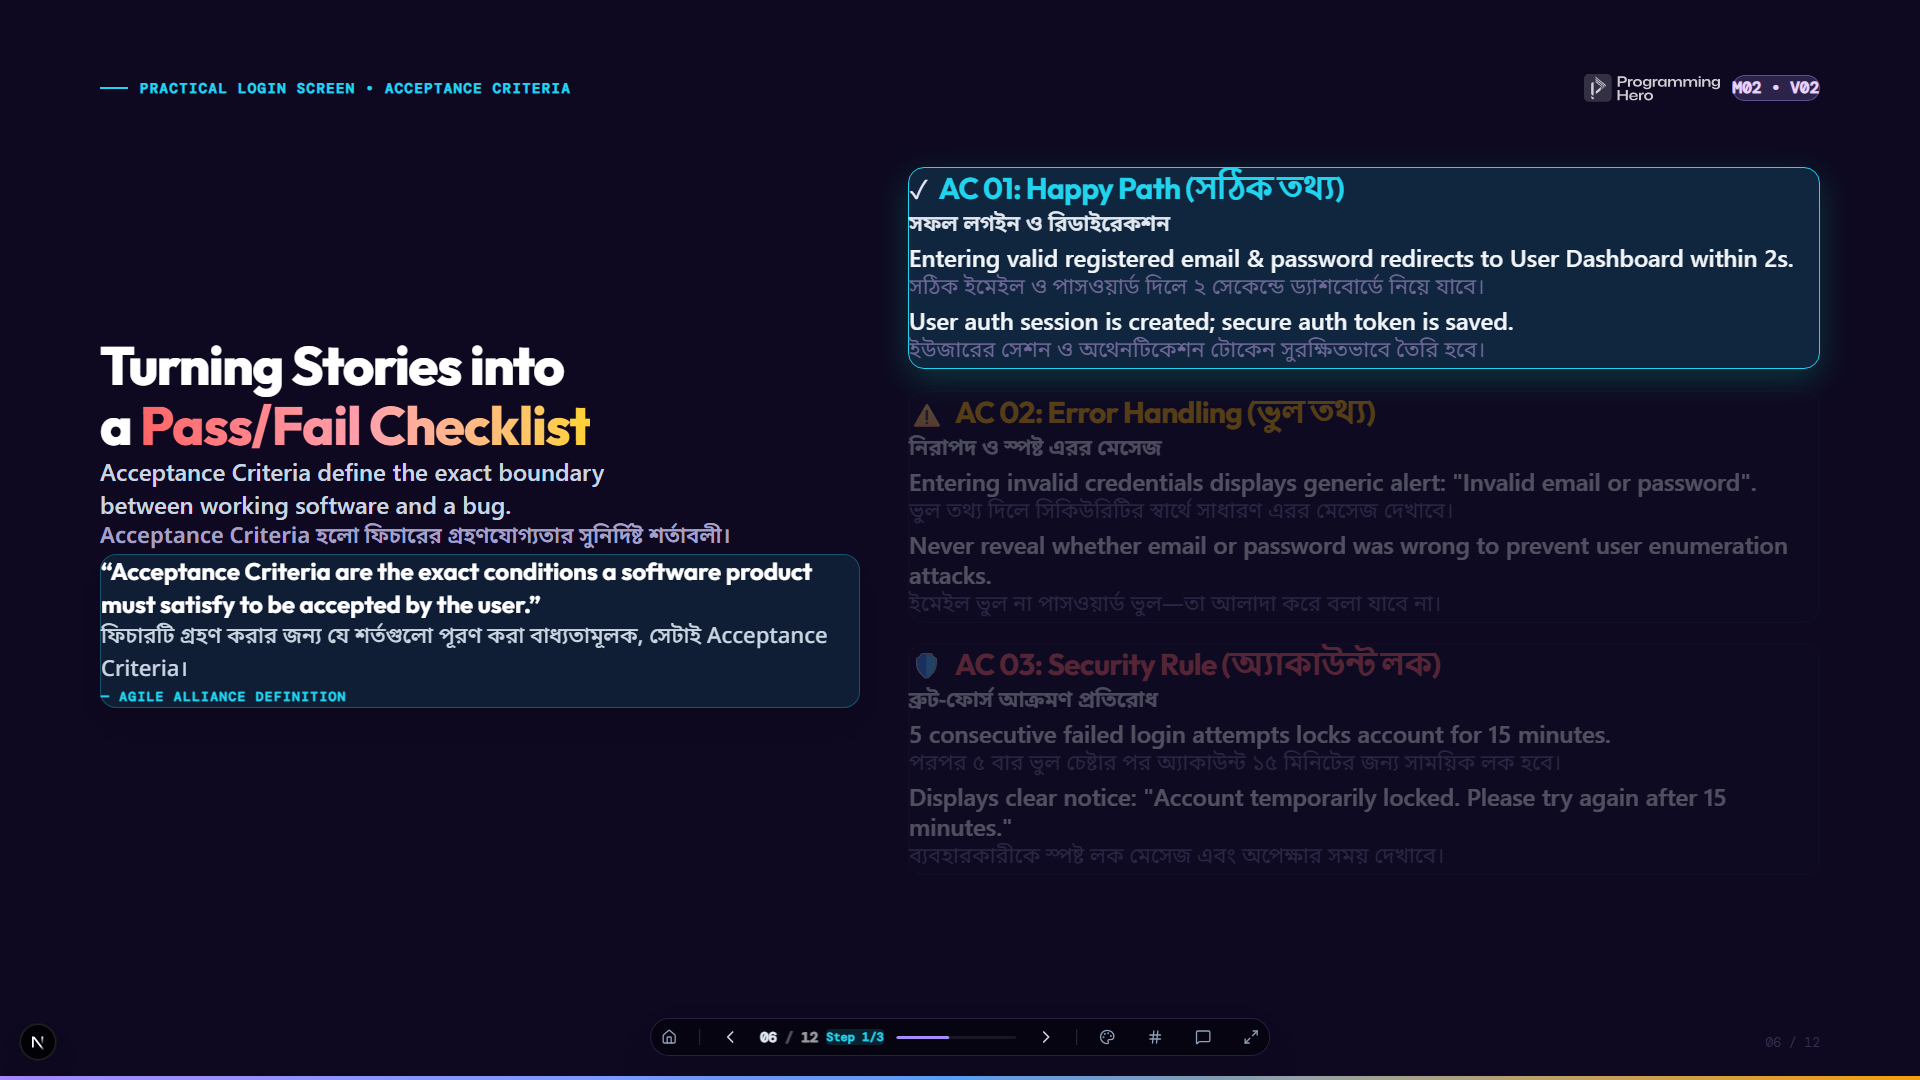 PRACTICAL LOGIN SCREEN • ACCEPTANCE CRITERIA
Programming
Hero
M02 • V02
Turning Stories into
a Pass/Fail Checklist
Acceptance Criteria define the exact boundary
between working software and a bug.
Acceptance Criteria হলো ফিচারের গ্রহণযোগ্যতার সুনির্দিষ্ট শর্তাবলী।
“Acceptance Criteria are the exact conditions a software product
must satisfy to be accepted by the user.”
ফিচারটি গ্রহণ করার জন্য যে শর্তগুলো পূরণ করা বাধ্যতামূলক, সেটাই Acceptance
Criteria।
— AGILE ALLIANCE DEFINITION
✓ AC 01: Happy Path (সঠিক তথ্য)
সফল লগইন ও রিডাইরেকশন
Entering valid registered email & password redirects to User Dashboard within 2s.
সঠিক ইমেইল ও পাসওয়ার্ড দিলে ২ সেকেন্ডে ড্যাশবোর্ডে নিয়ে যাবে।
User auth session is created; secure auth token is saved.
ইউজারের সেশন ও অথেনটিকেশন টোকেন সুরক্ষিতভাবে তৈরি হবে।
⚠ AC 02: Error Handling (ভুল তথ্য)
নিরাপদ ও স্পষ্ট এরর মেসেজ
Entering invalid credentials displays generic alert: "Invalid email or password".
ভুল তথ্য দিলে সিকিউরিটির স্বার্থে সাধারণ এরর মেসেজ দেখাবে।
Never reveal whether email or password was wrong to prevent user enumeration
attacks.
ইমেইল ভুল না পাসওয়ার্ড ভুল—তা আলাদা করে বলা যাবে না।
AC 03: Security Rule (অ্যাকাউন্ট লক)
ব্রুট-ফোর্স আক্রমণ প্রতিরোধ
5 consecutive failed login attempts locks account for 15 minutes.
পরপর ৫ বার ভুল চেষ্টার পর অ্যাকাউন্ট ১৫ মিনিটের জন্য সাময়িক লক হবে।
Displays clear notice: "Account temporarily locked. Please try again after 15
minutes."
ব্যবহারকারীকে স্পষ্ট লক মেসেজ এবং অপেক্ষার সময় দেখাবে।
N
06 / 12 Step 1/3
06 / 12